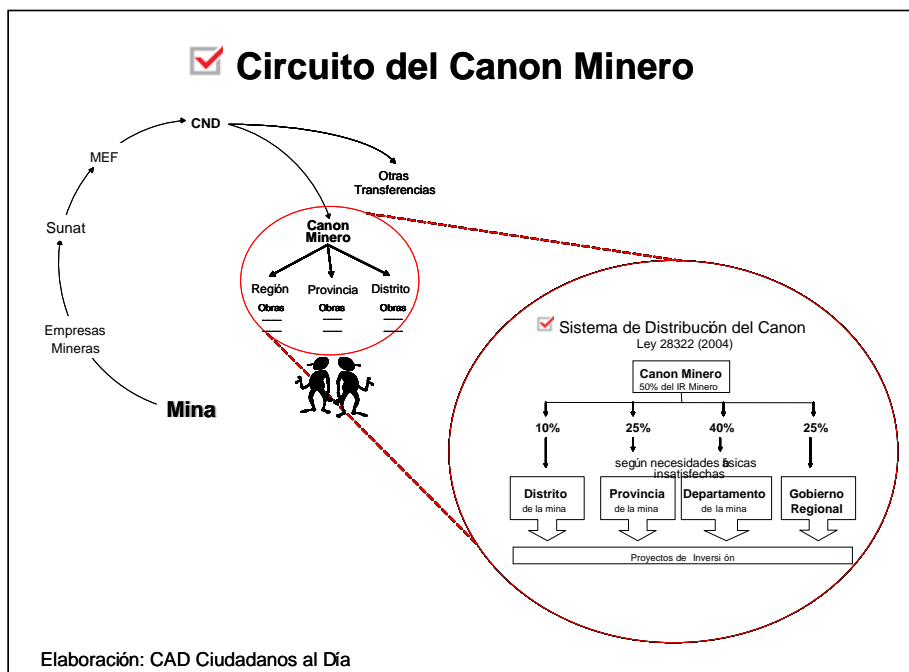 Circuito del Canon Minero
CND
MEF
Otras
Transferencias
Sunat
Canon
Minero
Región Provincia Distrito
Obras Obras Obras
Empresas
Mineras
Mina
Sistema de Distribución del Canon
Ley 28322 (2004)
Canon Minero
50% del IR Minero
10% 25% 40% 25%
según necesidades básicas
insatisfechas
Distrito Provincia Departamento Gobierno
de la mina de la mina de la mina Regional
Proyectos de Inversión
Elaboración: CAD Ciudadanos al Día